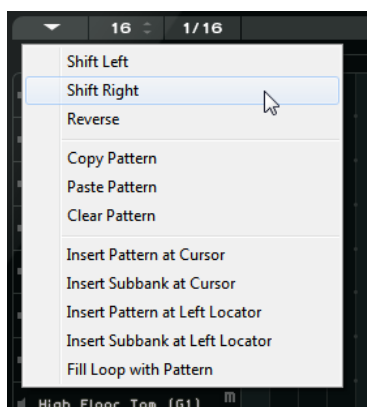 16 1/16
Shift Left
Shift Right
Reverse
Copy Pattern
Paste Pattern
Clear Pattern
Insert Pattern at Cursor
Insert Subbank at Cursor
Insert Pattern at Left Locator
Insert Subbank at Left Locator
Fill Loop with Pattern
High Floor Tom (G1) m